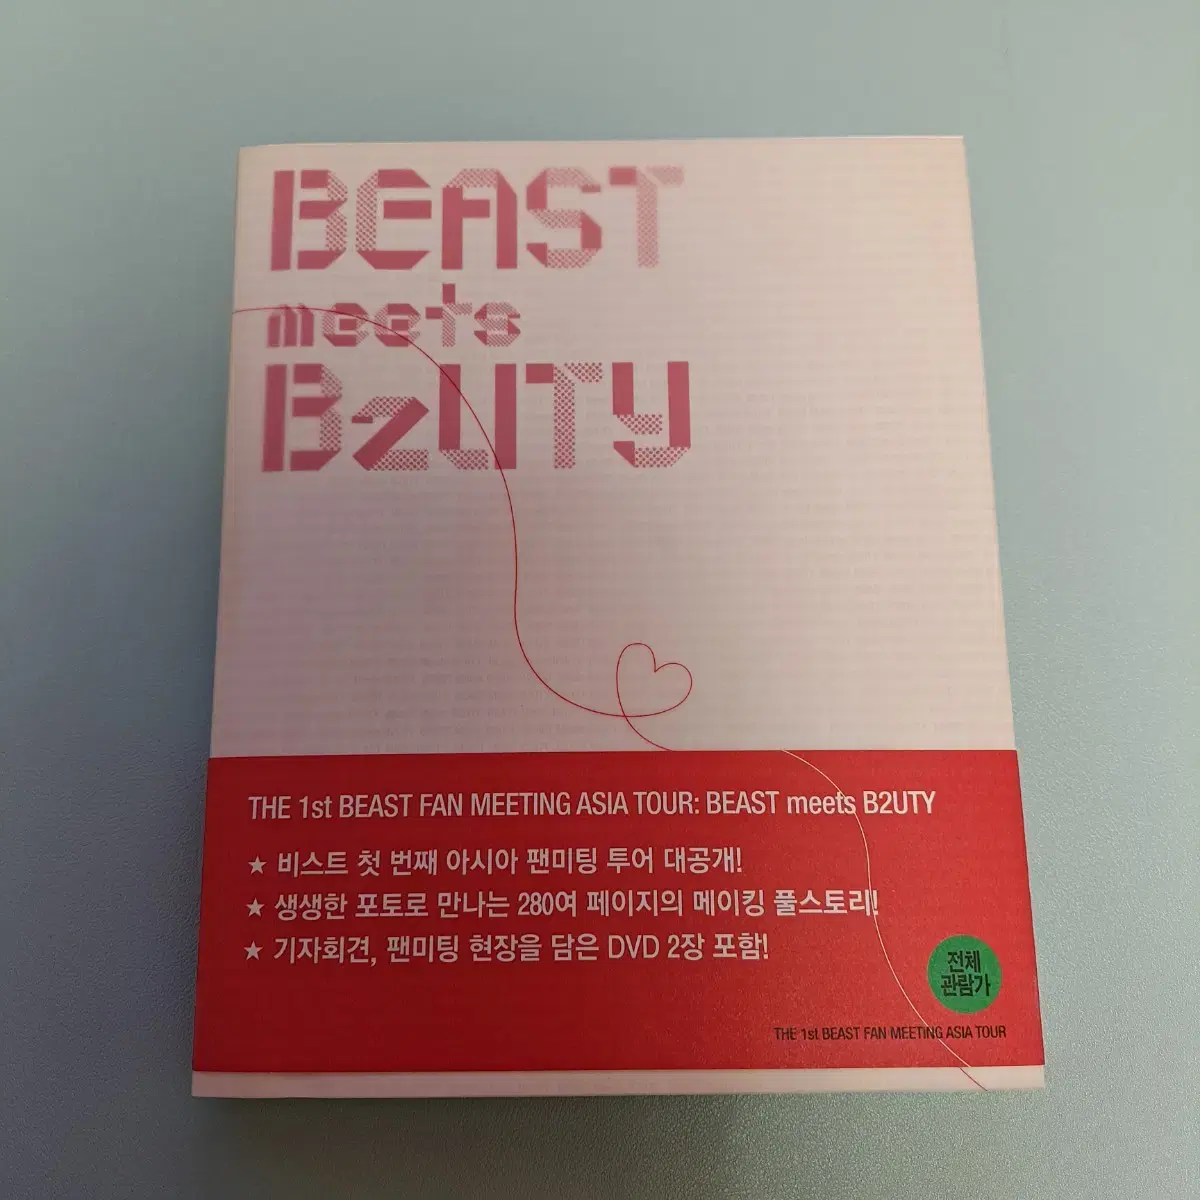 BEAST
meets
B2UTY
THE 1st BEAST FAN MEETING ASIA TOUR: BEAST meets B2UTY
★ 비스트 첫 번째 아시아 팬미팅 투어 대공개!
★ 생생한 포토로 만나는 280여 페이지의 메이킹 풀스토리!
★ 기자회견, 팬미팅 현장을 담은 DVD 2장 포함!
전체
관람가
THE 1st BEAST FAN MEETING ASIA TOUR